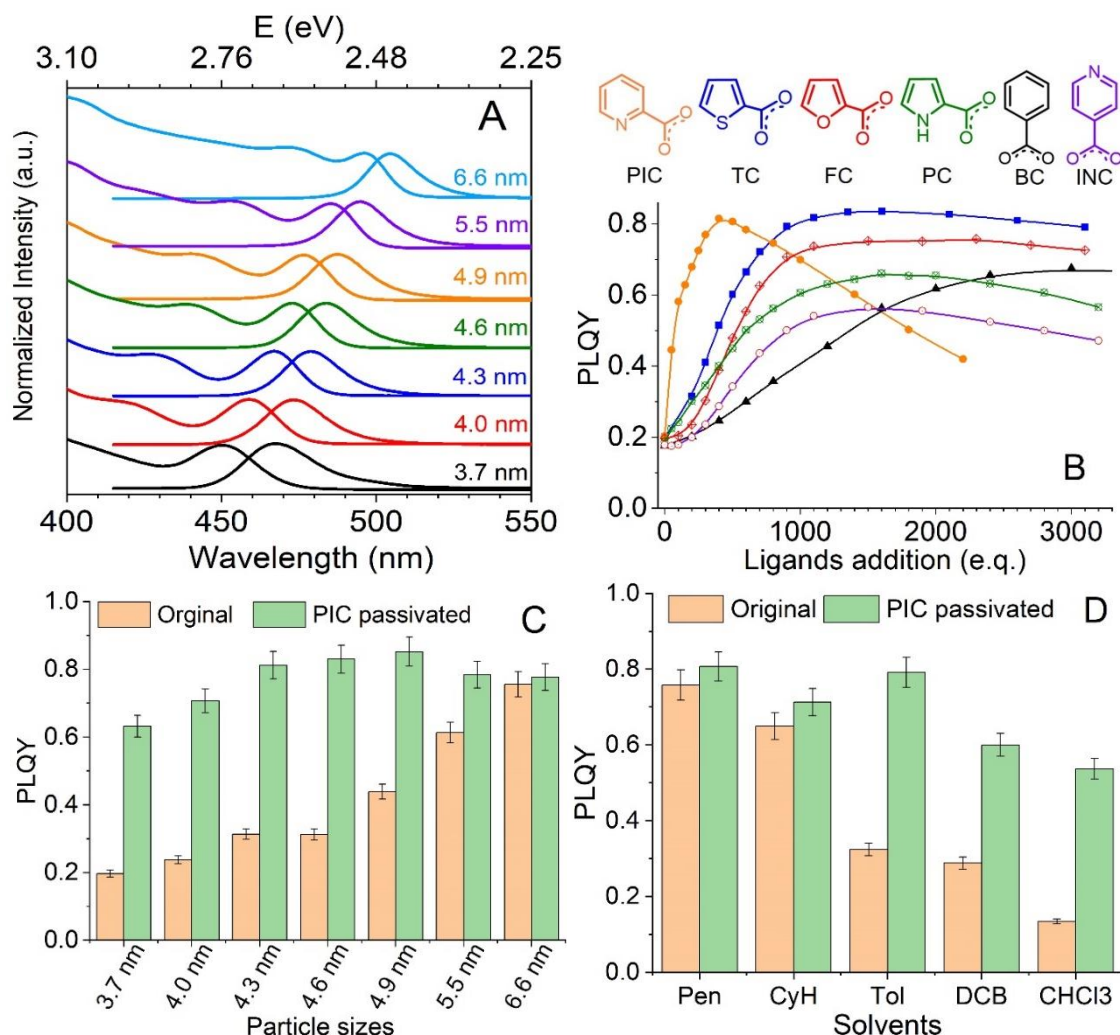 E (eV)
3.10 2.76 2.48 2.25
A
6.6 nm
5.5 nm
4.9 nm
4.6 nm
4.3 nm
4.0 nm
3.7 nm
Normalized Intensity (a.u.)
400 450 500 550
Wavelength (nm)
N O O
S O O
O O O
N H O O
O O
N O O
PIC TC FC PC BC INC
0.8
0.6
0.4
0.2
0.0
PLQY
B
0 1000 2000 3000
Ligands addition (e.q.)
Orginal PIC passivated C
1.0
0.8
0.6
0.4
0.2
0.0
PLQY
3.7 nm 4.0 nm 4.3 nm 4.6 nm 4.9 nm 5.5 nm 6.6 nm
Particle sizes
Original PIC passivated D
1.0
0.8
0.6
0.4
0.2
0.0
PLQY
Pen CyH Tol DCB CHCl3
Solvents